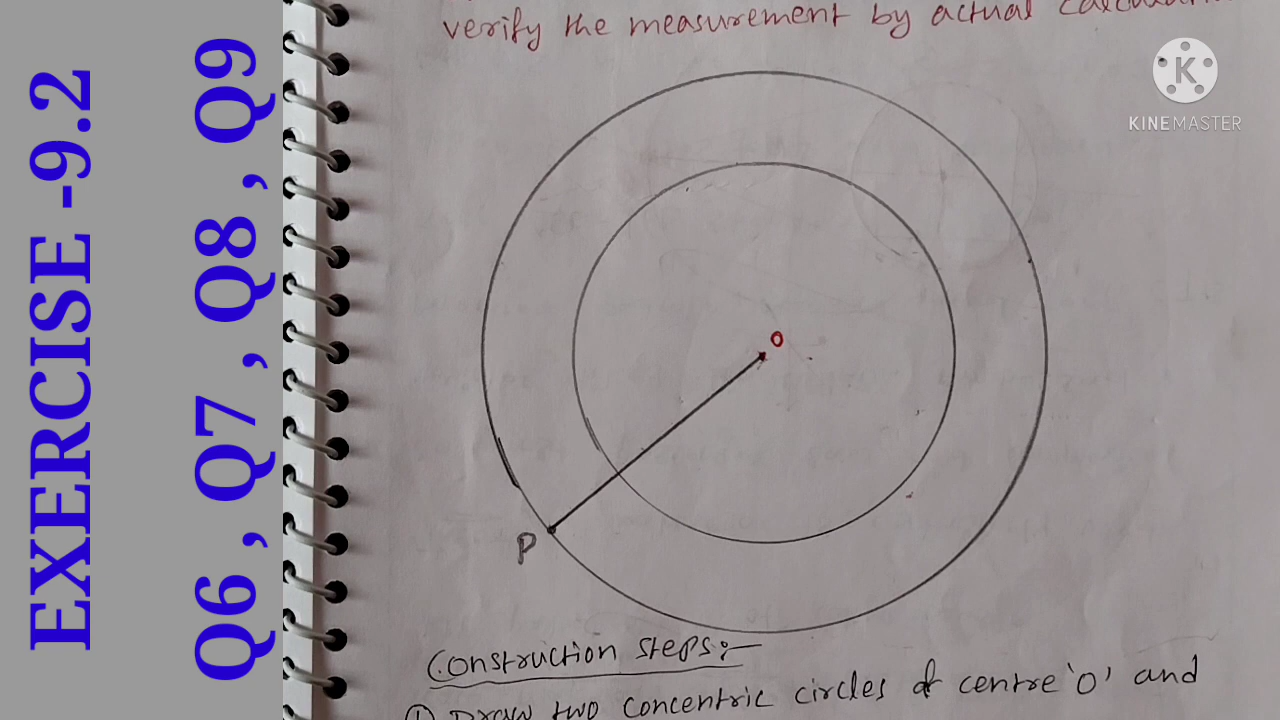 EXERCISE -9.2
Q6 , Q7 , Q8 , Q9
verify the measurement by actual
K
KINEMASTER
O
P
Construction steps:-
① Draw two concentric circles of centre 'O' and